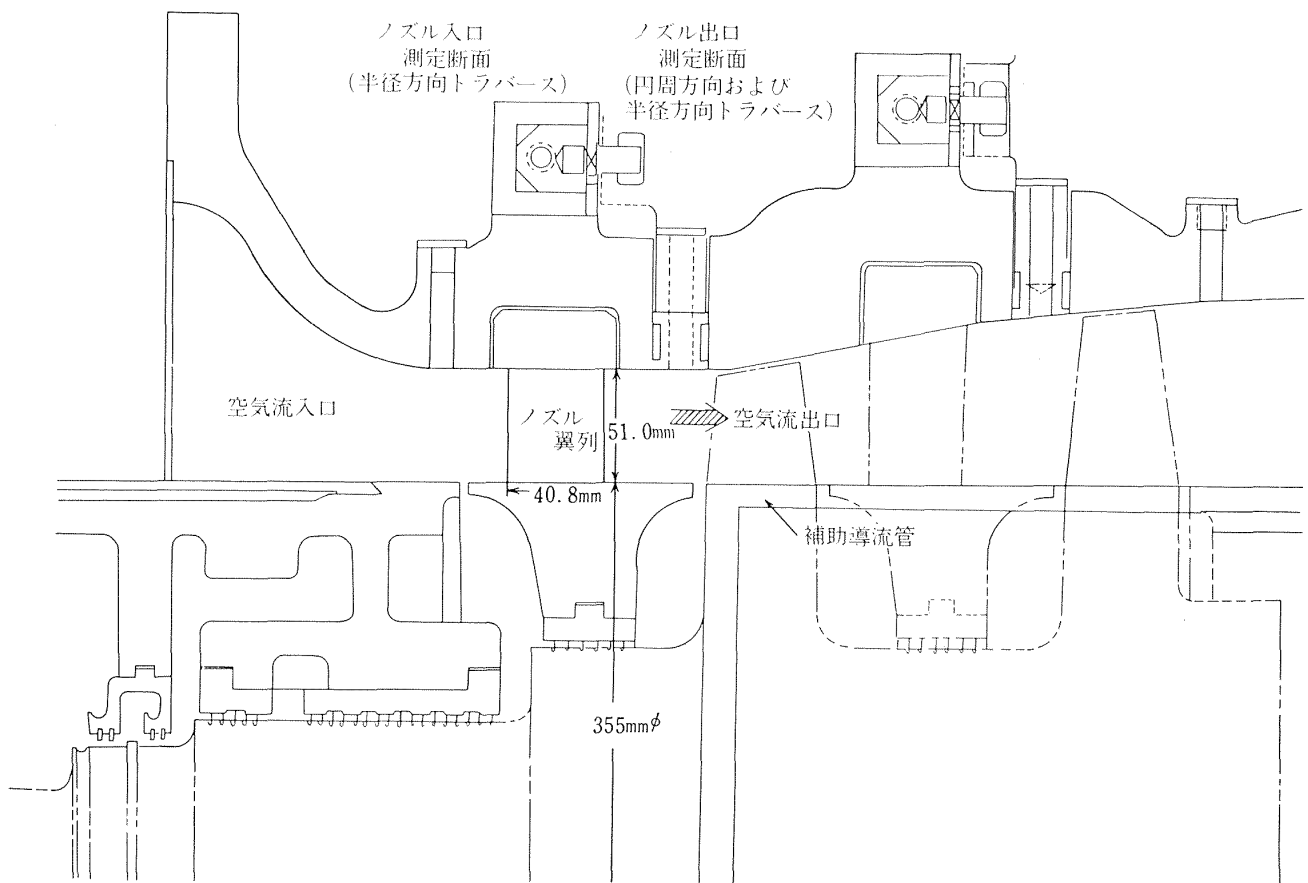 ノズル入口
測定断面
(半径方向トラバース)
ノズル出口
測定断面
(円周方向および
半径方向トラバース)
空気流入口
ノズル
翼列
51.0mm
空気流出口
40.8mm
補助導流管
355mmφ